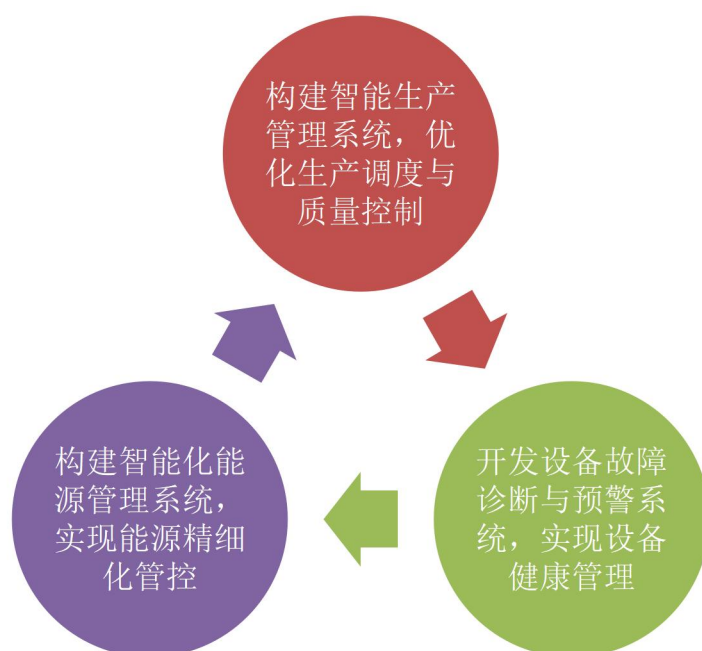 构建智能生产
管理系统，优
化生产调度与
质量控制
开发设备故障
诊断与预警系
统，实现设备
健康管理
构建智能化能
源管理系统，
实现能源精细
化管控